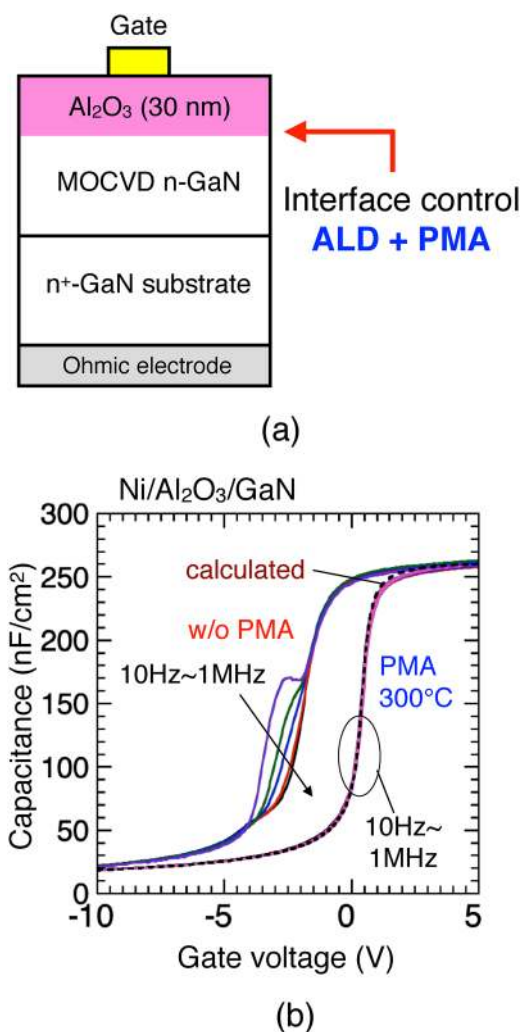 Gate
Al₂O₃ (30 nm)
MOCVD n-GaN
Interface control
ALD + PMA
n⁺-GaN substrate
Ohmic electrode
(a)
Ni/Al₂O₃/GaN
300
250
200
150
100
50
0
Capacitance (nF/cm²)
calculated
w/o PMA
10Hz~1MHz
PMA
300°C
10Hz~
1MHz
-10
-5
0
5
Gate voltage (V)
(b)